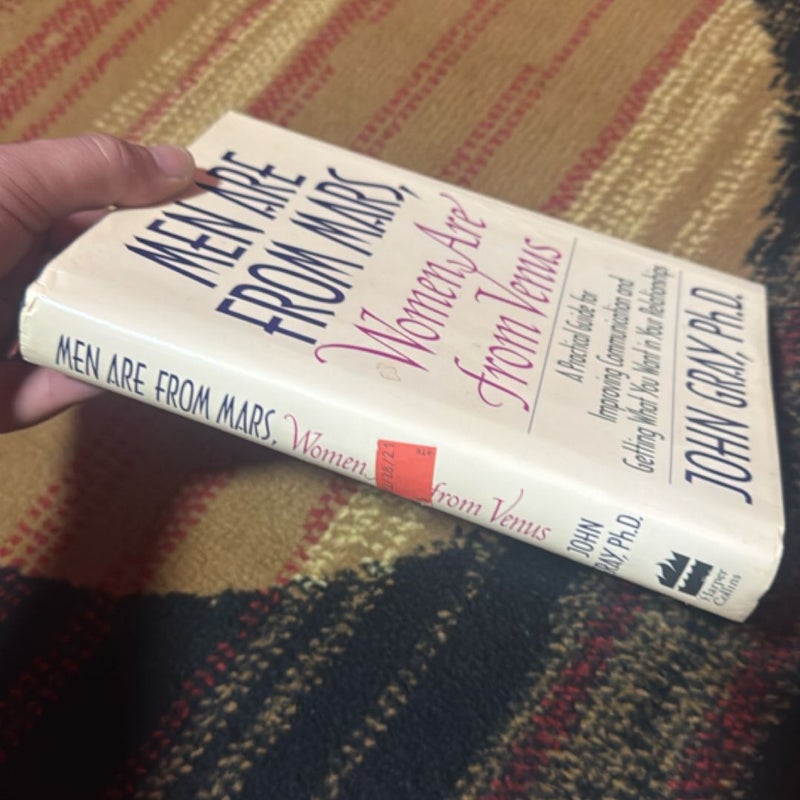 MEN ARE
FROM MARS,
Women Are
from Venus
A Practical Guide for
Improving Communication and
Getting What You Want in Your Relationships
JOHN GRAY, Ph.D.
MEN ARE FROM MARS, Women
from Venus
JOHN
RAY, Ph.D.
Harper
Collins